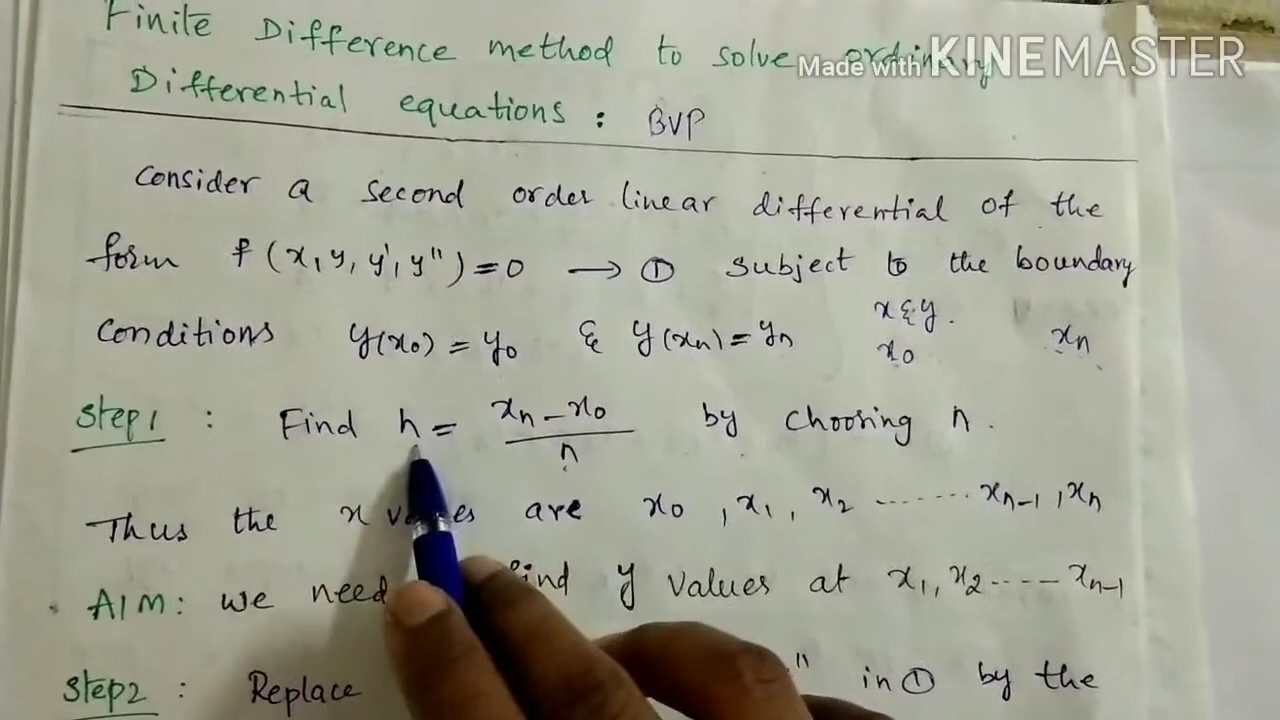 Finite Difference method to solve ordinary
Made with KINEMASTER
Differential equations : BVP
Consider a second order linear differential of the
form f(x, y, y', y'') = 0 → ① subject to the boundary
conditions y(x₀) = y₀ & y(xₙ) = yₙ
x & y.
x₀ xₙ
Step1 : Find h = (xₙ - x₀)/n by choosing n.
Thus the x values are x₀, x₁, x₂ ------- xₙ₋₁, xₙ
AIM: We need find y values at x₁, x₂ ---- xₙ₋₁
Step2 : Replace '' in ① by the